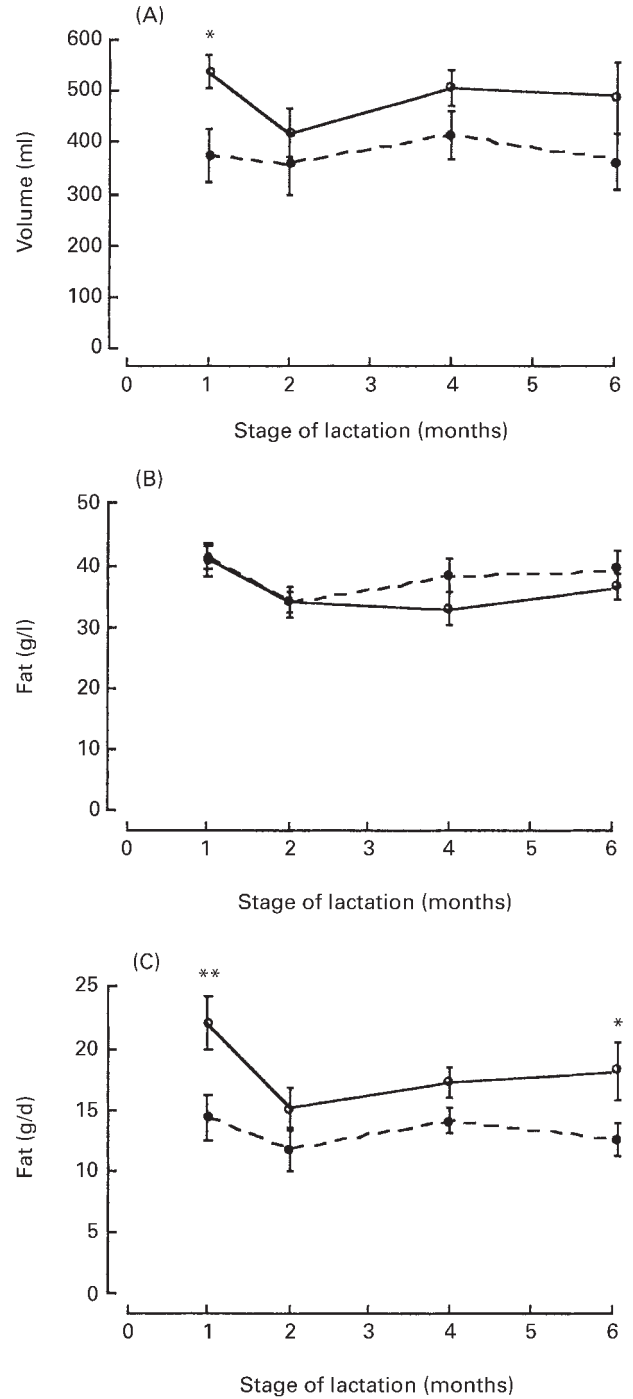 (A)
*
600
500
400
300
200
100
0
Volume (ml)
0 1 2 3 4 5 6
Stage of lactation (months)
(B)
50
40
30
20
10
0
Fat (g/l)
0 1 2 3 4 5 6
Stage of lactation (months)
(C)
**
*
25
20
15
10
5
0
Fat (g/d)
0 1 2 3 4 5 6
Stage of lactation (months)